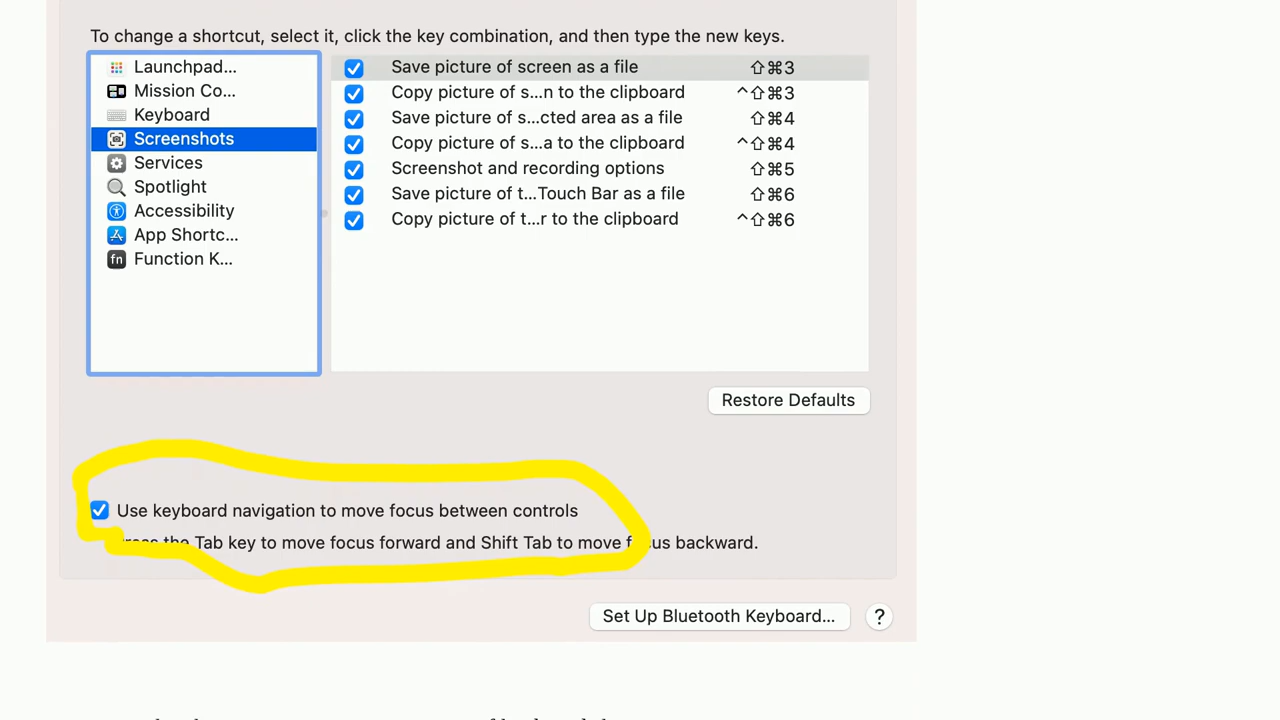 To change a shortcut, select it, click the key combination, and then type the new keys.
Launchpad...
Mission Co...
Keyboard
Screenshots
Services
Spotlight
Accessibility
App Shortc...
fn Function K...
Save picture of screen as a file ⇧⌘3
Copy picture of s...n to the clipboard ^⇧⌘3
Save picture of s...cted area as a file ⇧⌘4
Copy picture of s...a to the clipboard ^⇧⌘4
Screenshot and recording options ⇧⌘5
Save picture of t...Touch Bar as a file ⇧⌘6
Copy picture of t...r to the clipboard ^⇧⌘6
Restore Defaults
Use keyboard navigation to move focus between controls
the Tab key to move focus forward and Shift Tab to move backward.
Set Up Bluetooth Keyboard... ?